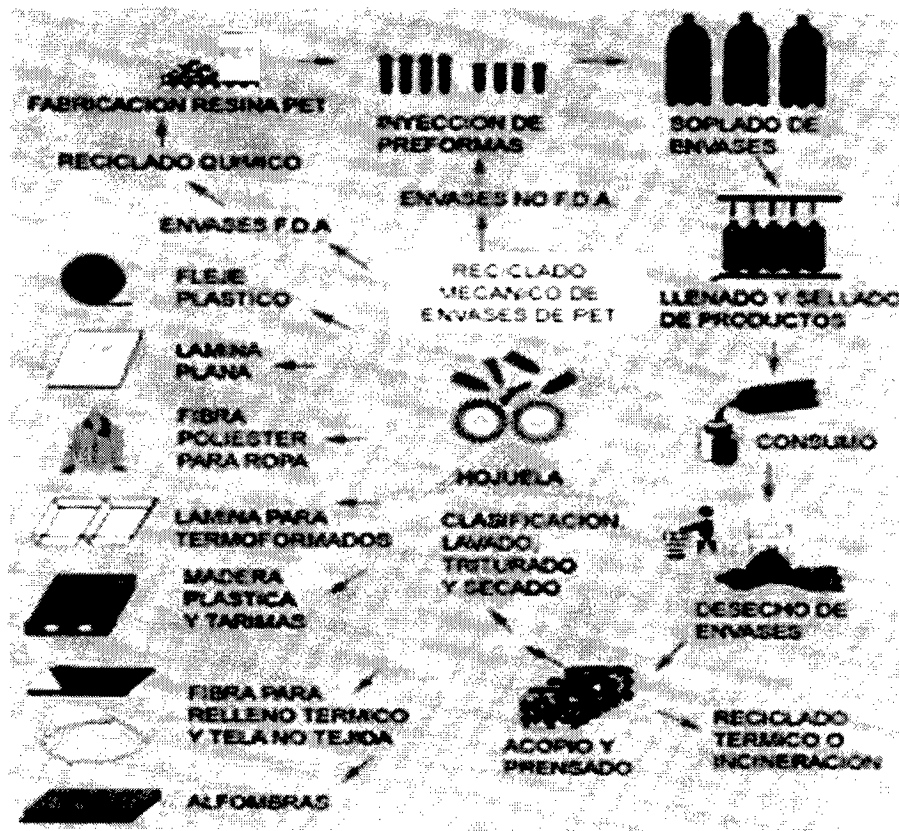 FABRICACION RESINA PET
INYECCION DE
PREFORMAS
SOPLADO DE
ENVASES
RECICLADO QUIMICO
ENVASES NO F.D.A.
ENVASES F.D.A
RECICLADO
MECANICO DE
ENVASES DE PET
LLENADO Y SELLADO
DE PRODUCTOS
FLEJE
PLASTICO
LAMINA
PLANA
FIBRA
POLIESTER
PARA ROPA
LAMINA PARA
TERMOFORMADOS
MADERA
PLASTICA
Y TARIMAS
FIBRA PARA
RELLENO TERMICO
Y TELA NO TEJIDA
ALFOMBRAS
HOJUELA
CLASIFICACION,
LAVADO,
TRITURADO
Y SECADO
CONSUMO
DESECHO DE
ENVASES
ACOPIO Y
PRENSADO
RECICLADO
TERMICO O
INCINERACIÓN